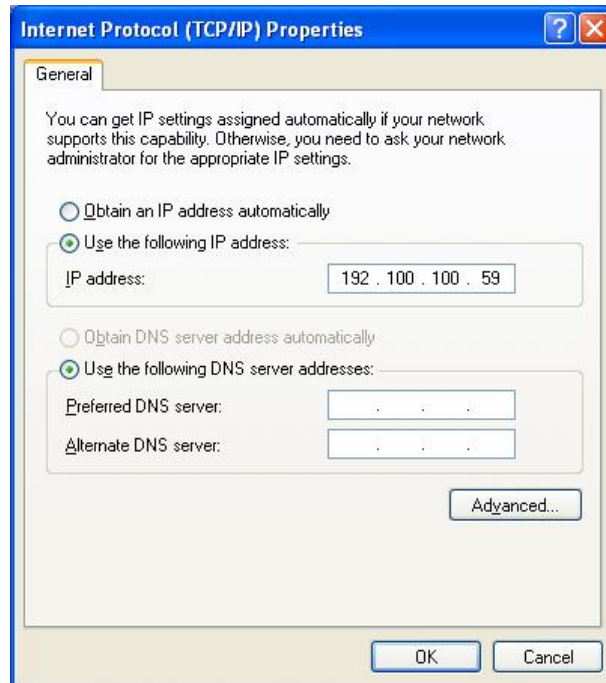 Internet Protocol (TCP/IP) Properties
General
You can get IP settings assigned automatically if your network
supports this capability. Otherwise, you need to ask your network
administrator for the appropriate IP settings.
Obtain an IP address automatically
Use the following IP address:
IP address: 192 . 100 . 100 . 59
Obtain DNS server address automatically
Use the following DNS server addresses:
Preferred DNS server: . . .
Alternate DNS server: . . .
Advanced...
OK Cancel